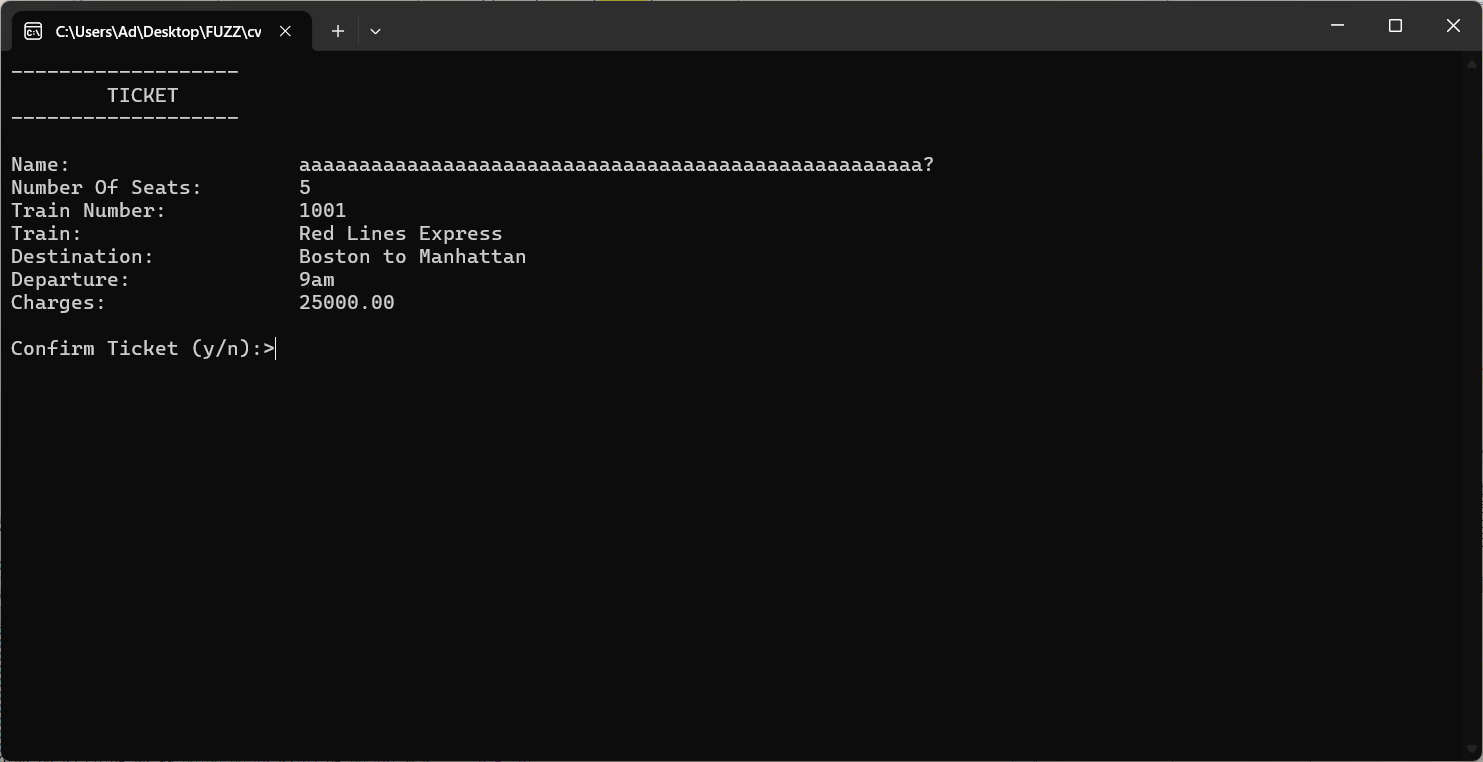 C:\Users\Ad\Desktop\FUZZ\cv
-------------------
TICKET
-------------------
Name: aaaaaaaaaaaaaaaaaaaaaaaaaaaaaaaaaaaaaaaaaaaaaaaaaaaa?
Number Of Seats: 5
Train Number: 1001
Train: Red Lines Express
Destination: Boston to Manhattan
Departure: 9am
Charges: 25000.00
Confirm Ticket (y/n):>